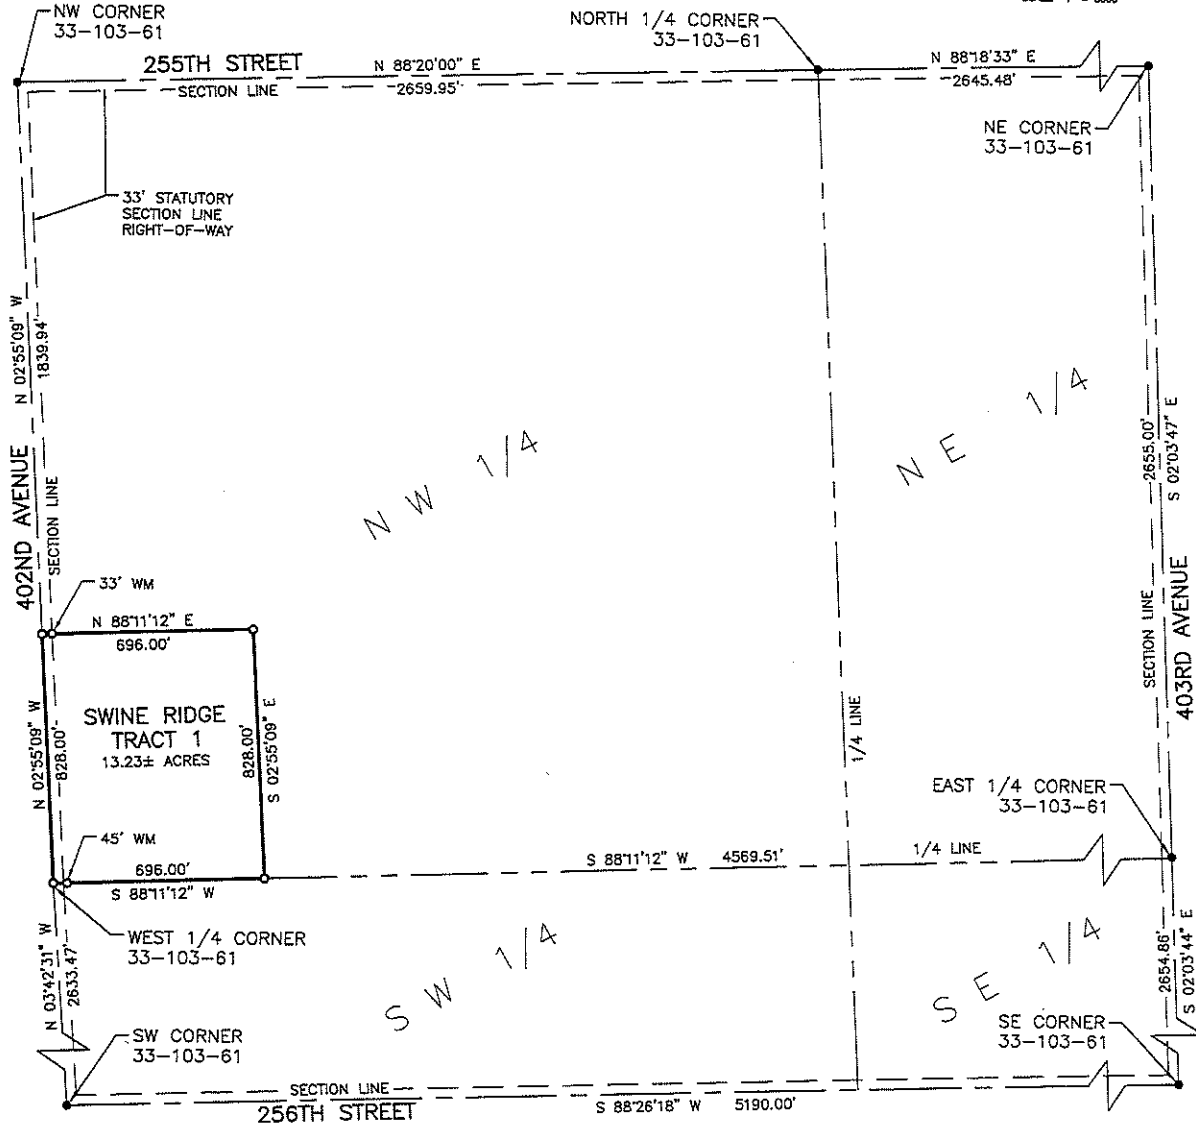 NW CORNER
33-103-61
NORTH 1/4 CORNER
33-103-61
255TH STREET
N 88°20'00" E
SECTION LINE
2659.95'
N 88°18'33" E
2645.48'
NE CORNER
33-103-61
33' STATUTORY
SECTION LINE
RIGHT-OF-WAY
N 02°55'09" W
1839.94'
402ND AVENUE
SECTION LINE
NW 1/4
NE 1/4
2655.00'
S 02°03'47" E
SECTION LINE
403RD AVENUE
33' WM
N 88°11'12" E
696.00'
SWINE RIDGE
TRACT 1
13.23± ACRES
N 02°55'09" W
828.00'
828.00'
S 02°55'09" E
1/4 LINE
45' WM
696.00'
S 88°11'12" W
S 88°11'12" W 4569.51'
1/4 LINE
EAST 1/4 CORNER
33-103-61
WEST 1/4 CORNER
33-103-61
N 03°42'31" W
2633.47'
SW 1/4
SE 1/4
2654.86'
S 02°03'44" E
SW CORNER
33-103-61
SE CORNER
33-103-61
SECTION LINE
256TH STREET
S 88°26'18" W 5190.00'